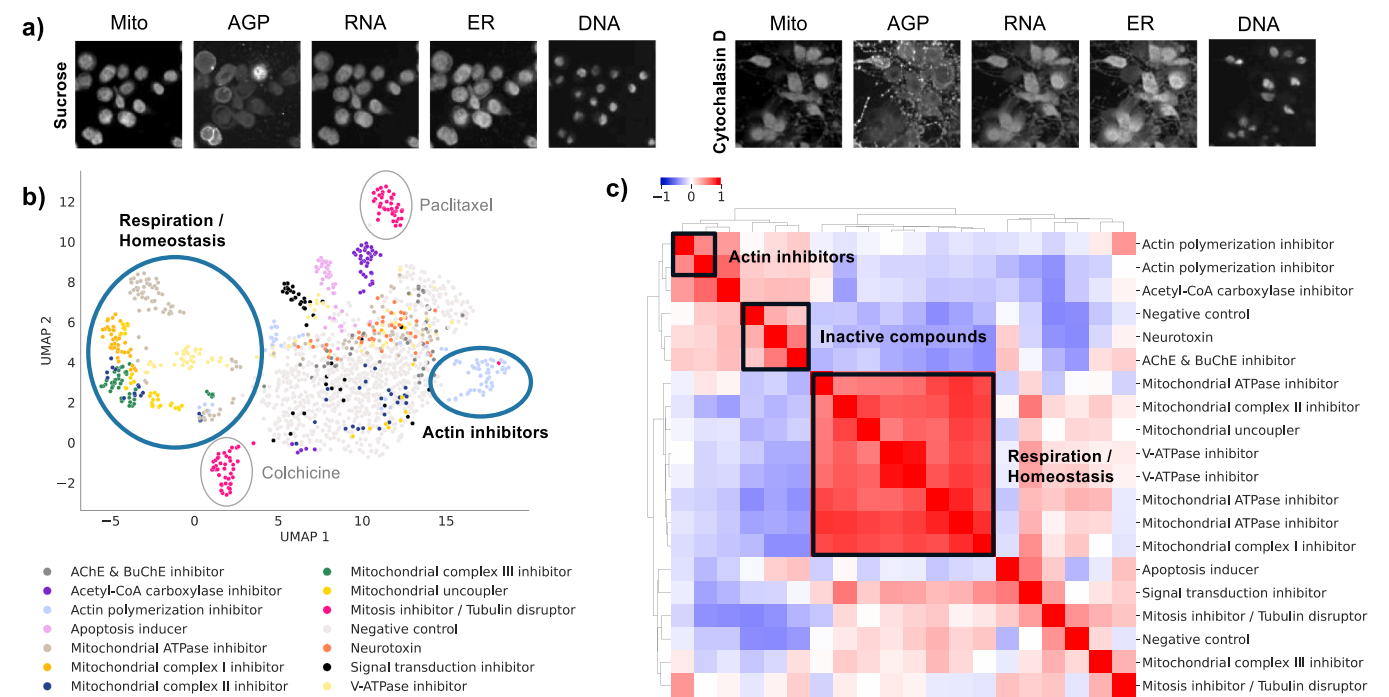 a)
Mito
AGP
RNA
ER
DNA
Mito
AGP
RNA
ER
DNA
Sucrose
Cytochalasin D
b)
Respiration /
Homeostasis
Paclitaxel
Actin inhibitors
Colchicine
12
10
8
6
4
2
0
−2
UMAP 2
−5
0
5
10
15
UMAP 1
AChE & BuChE inhibitor
Acetyl-CoA carboxylase inhibitor
Actin polymerization inhibitor
Apoptosis inducer
Mitochondrial ATPase inhibitor
Mitochondrial complex I inhibitor
Mitochondrial complex II inhibitor
Mitochondrial complex III inhibitor
Mitochondrial uncoupler
Mitosis inhibitor / Tubulin disruptor
Negative control
Neurotoxin
Signal transduction inhibitor
V-ATPase inhibitor
c)
−1
0
1
Actin inhibitors
Inactive compounds
Respiration /
Homeostasis
Actin polymerization inhibitor
Actin polymerization inhibitor
Acetyl-CoA carboxylase inhibitor
Negative control
Neurotoxin
AChE & BuChE inhibitor
Mitochondrial ATPase inhibitor
Mitochondrial complex II inhibitor
Mitochondrial uncoupler
V-ATPase inhibitor
V-ATPase inhibitor
Mitochondrial ATPase inhibitor
Mitochondrial ATPase inhibitor
Mitochondrial complex I inhibitor
Apoptosis inducer
Signal transduction inhibitor
Mitosis inhibitor / Tubulin disruptor
Negative control
Mitochondrial complex III inhibitor
Mitosis inhibitor / Tubulin disruptor